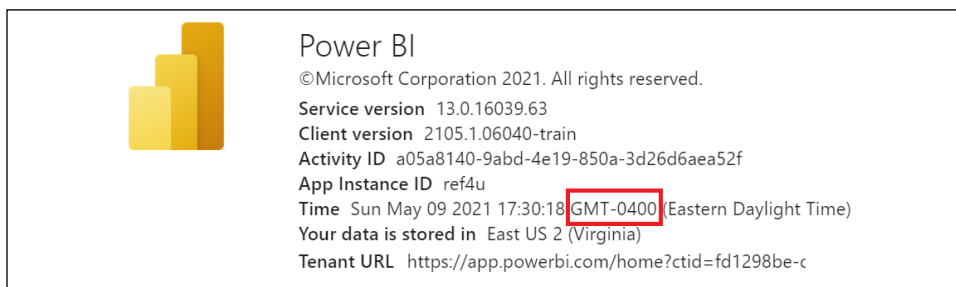 Power BI
©Microsoft Corporation 2021. All rights reserved.
Service version 13.0.16039.63
Client version 2105.1.06040-train
Activity ID a05a8140-9abd-4e19-850a-3d26d6aea52f
App Instance ID ref4u
Time Sun May 09 2021 17:30:18 GMT-0400 (Eastern Daylight Time)
Your data is stored in East US 2 (Virginia)
Tenant URL https://app.powerbi.com/home?ctid=fd1298be-c